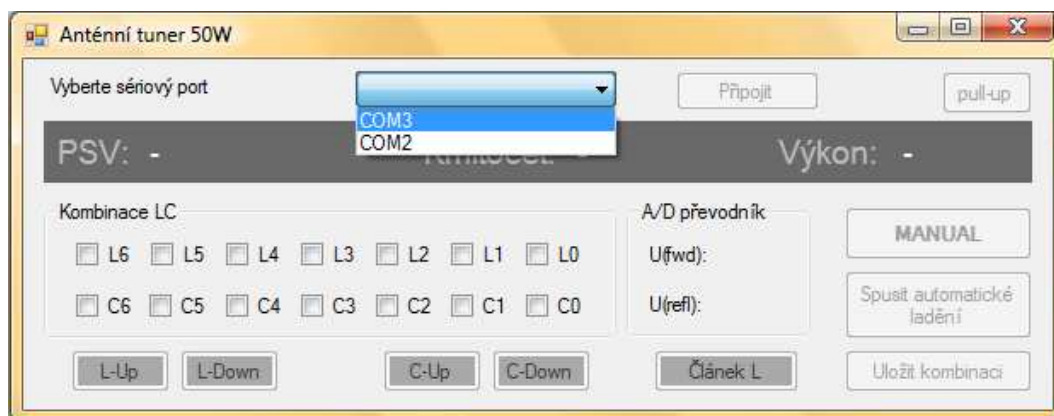 Anténní tuner 50W
Vyberte sériový port
Připojit
pull-up
COM3
COM2
PSV: -
Výkon: -
Kombinace LC
A/D převodník
L6 L5 L4 L3 L2 L1 L0
U(fwd):
MANUAL
C6 C5 C4 C3 C2 C1 C0
U(refl):
Spusit automatické
ladění
L-Up L-Down C-Up C-Down Článek L Uložit kombinaci